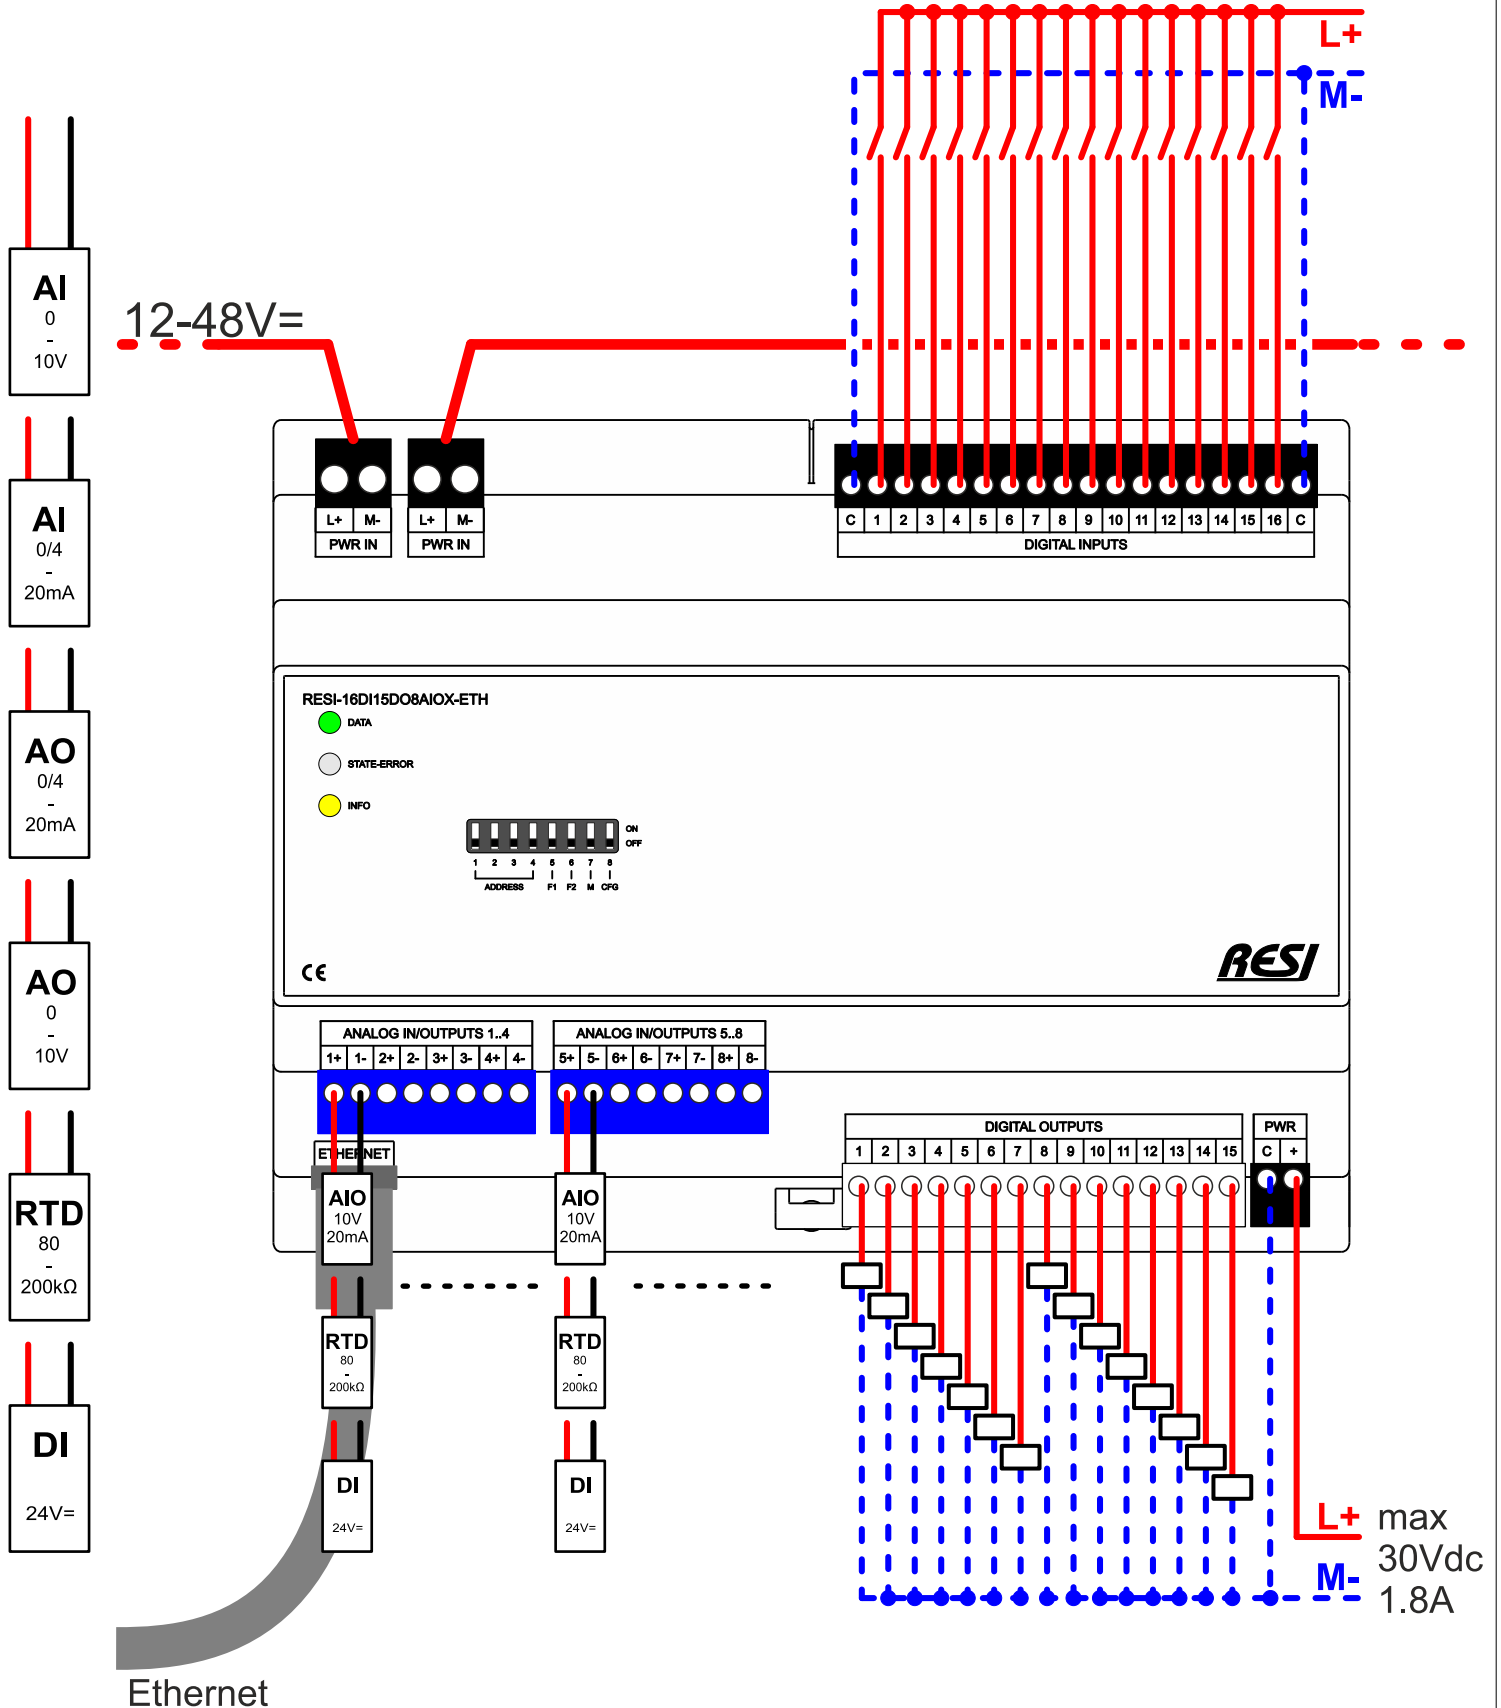 L+
M-
12-48V=
AI
0
-
10V
AI
0/4
-
20mA
AO
0/4
-
20mA
AO
0
-
10V
RTD
80
-
200kΩ
DI
24V=
L+ M- L+ M-
PWR IN PWR IN
C 1 2 3 4 5 6 7 8 9 10 11 12 13 14 15 16 C
DIGITAL INPUTS
RESI-16DI15DO8AIOX-ETH
DATA
STATE-ERROR
INFO
ON
OFF
1 2 3 4 5 6 7 8
ADDRESS F1 F2 M CFG
CE
RESI
ANALOG IN/OUTPUTS 1..4 ANALOG IN/OUTPUTS 5..8
1+ 1- 2+ 2- 3+ 3- 4+ 4- 5+ 5- 6+ 6- 7+ 7- 8+ 8-
DIGITAL OUTPUTS PWR
1 2 3 4 5 6 7 8 9 10 11 12 13 14 15 C +
ETHERNET
AIO
10V
20mA
AIO
10V
20mA
RTD
80
-
200kΩ
RTD
80
-
200kΩ
DI
24V=
DI
24V=
L+ max
30Vdc
M- 1.8A
Ethernet